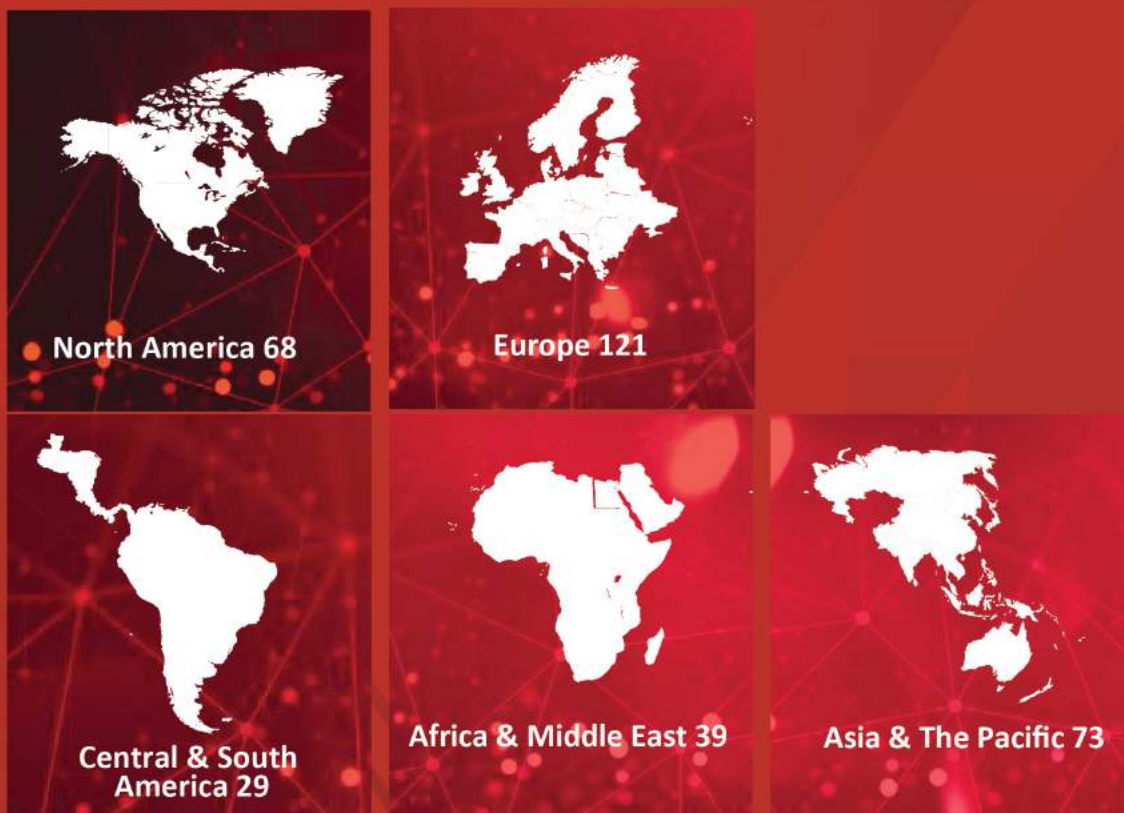 North America 68
Europe 121
Central & South
America 29
Africa & Middle East 39
Asia & The Pacific 73